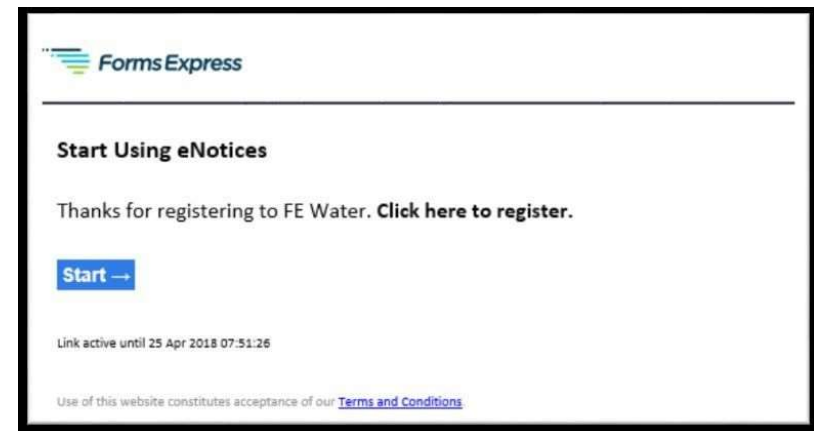 Forms Express
Start Using eNotices
Thanks for registering to FE Water. Click here to register.
Start →
Link active until 25 Apr 2018 07:51:26
Use of this website constitutes acceptance of our Terms and Conditions.